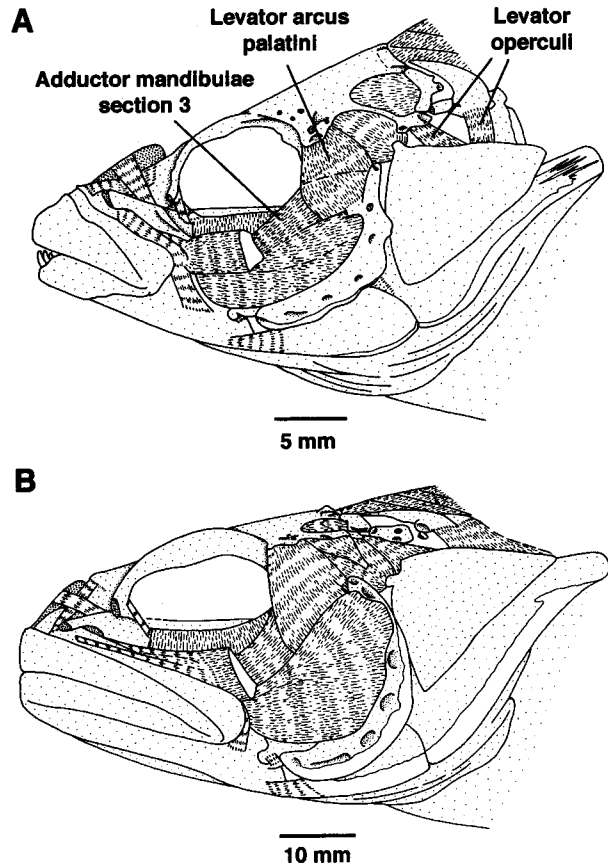 A
Levator arcus
palatini
Levator
operculi
Adductor mandibulae
section 3
5 mm
B
10 mm